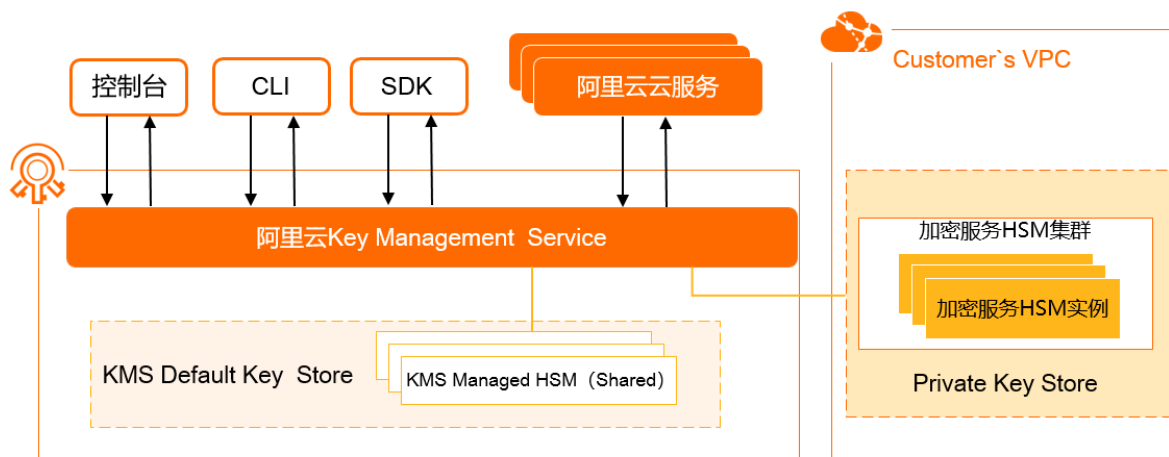 控制台
CLI
SDK
阿里云云服务
Customer`s VPC
阿里云Key Management Service
加密服务HSM集群
加密服务HSM实例
Private Key Store
KMS Default Key Store
KMS Managed HSM（Shared）